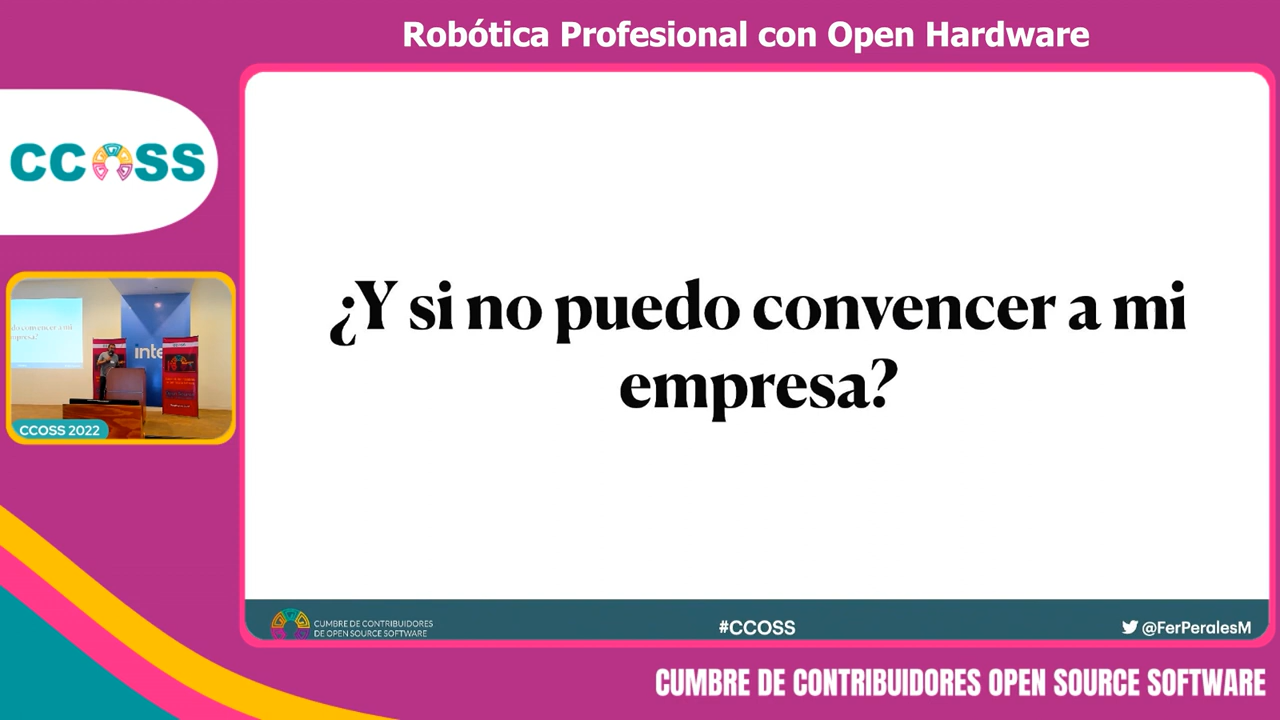 Robótica Profesional con Open Hardware
CCOSS
¿Y si no puedo convencer a mi
empresa?
inte
CCOSS 2022
CUMBRE DE CONTRIBUIDORES
DE OPEN SOURCE SOFTWARE
#CCOSS
@FerPeralesM
CUMBRE DE CONTRIBUIDORES OPEN SOURCE SOFTWARE